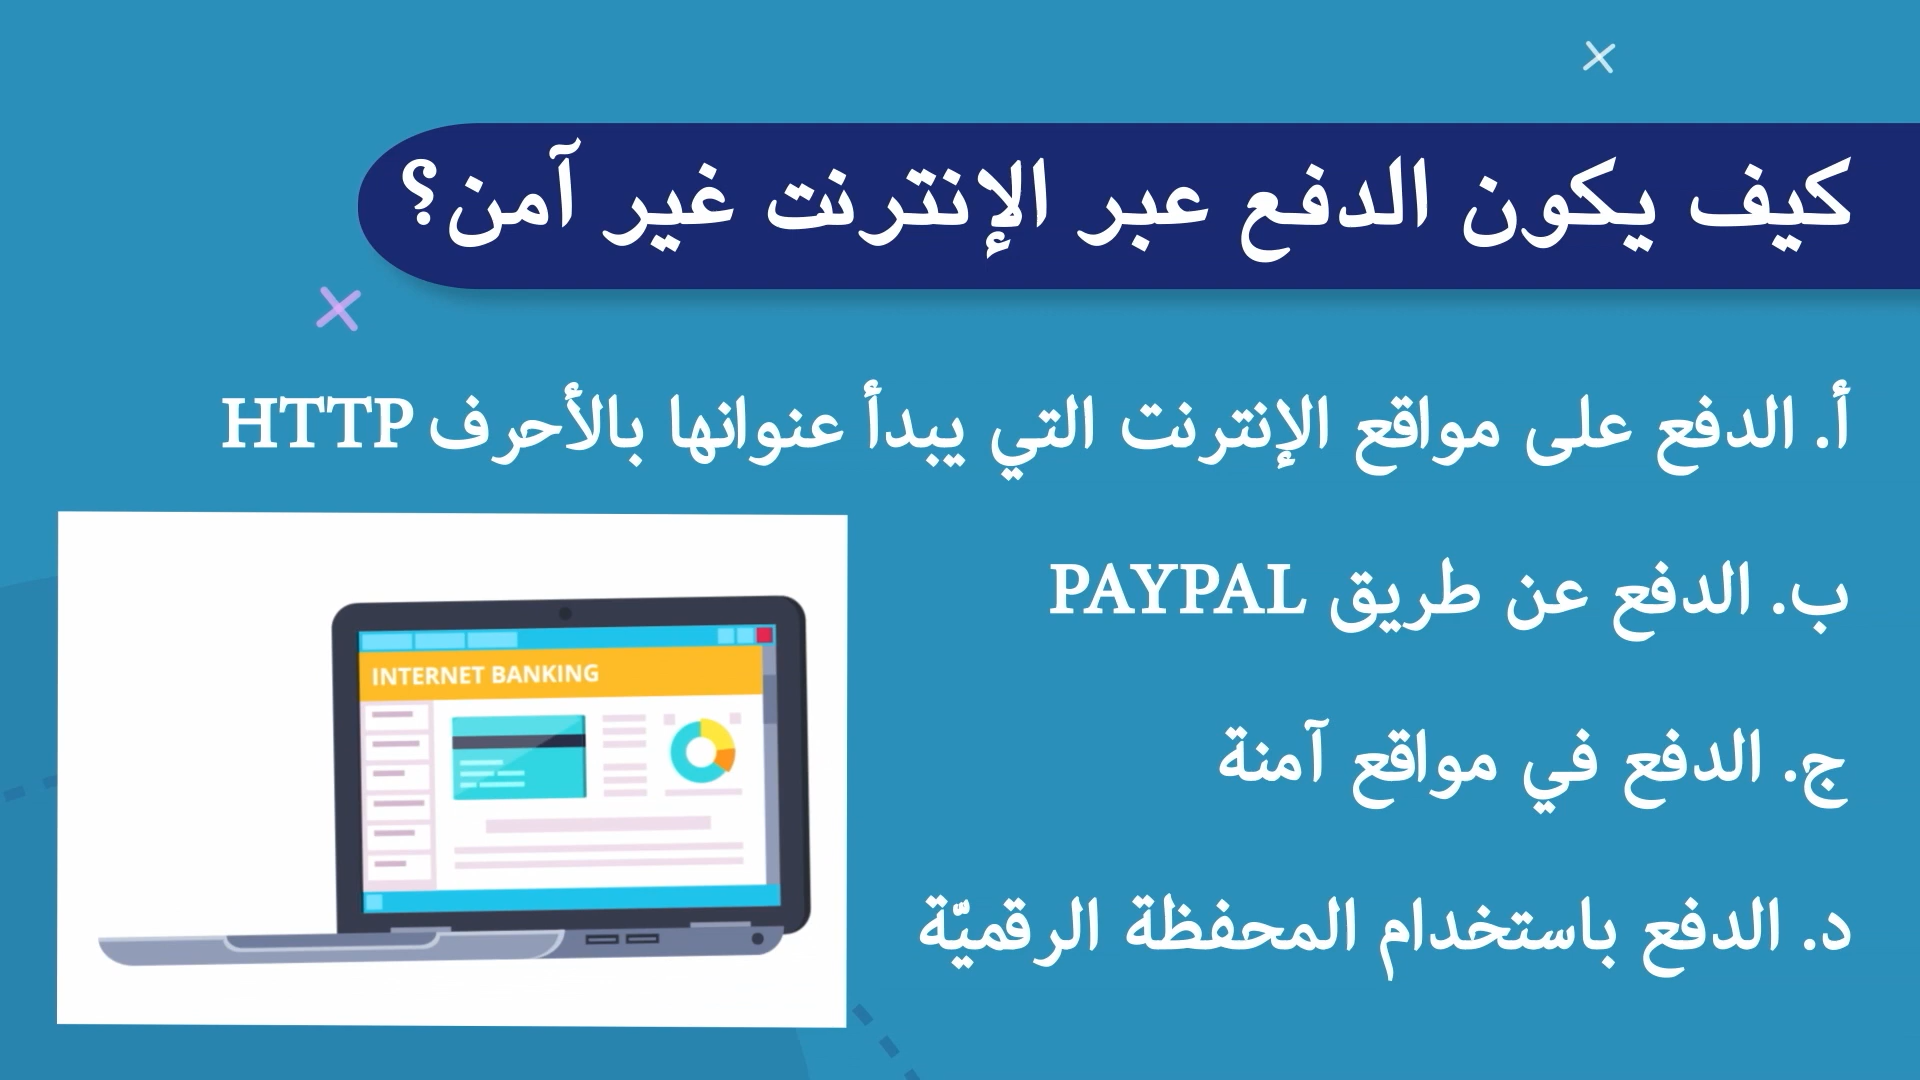 كيف يكون الدفع عبر الإنترنت غير آمن؟
أ. الدفع على مواقع الإنترنت التي يبدأ عنوانها بالأحرف HTTP
ب. الدفع عن طريق PAYPAL
ج. الدفع في مواقع آمنة
د. الدفع باستخدام المحفظة الرقميّة
INTERNET BANKING